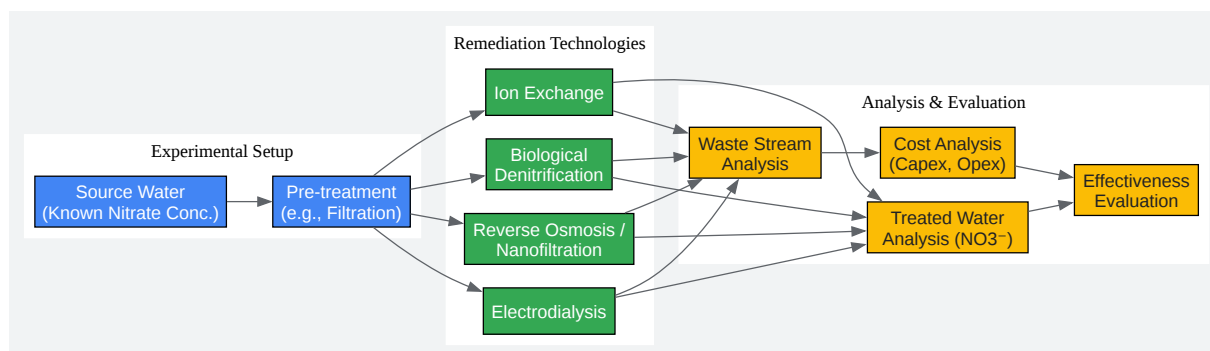 Remediation Technologies
Ion Exchange
Analysis & Evaluation
Experimental Setup
Biological
Denitrification
Waste Stream
Analysis
Cost Analysis
(Capex, Opex)
Source Water
(Known Nitrate Conc.)
Pre-treatment
(e.g., Filtration)
Effectiveness
Evaluation
Reverse Osmosis /
Nanofiltration
Treated Water
Analysis (NO3⁻)
Electrodialysis